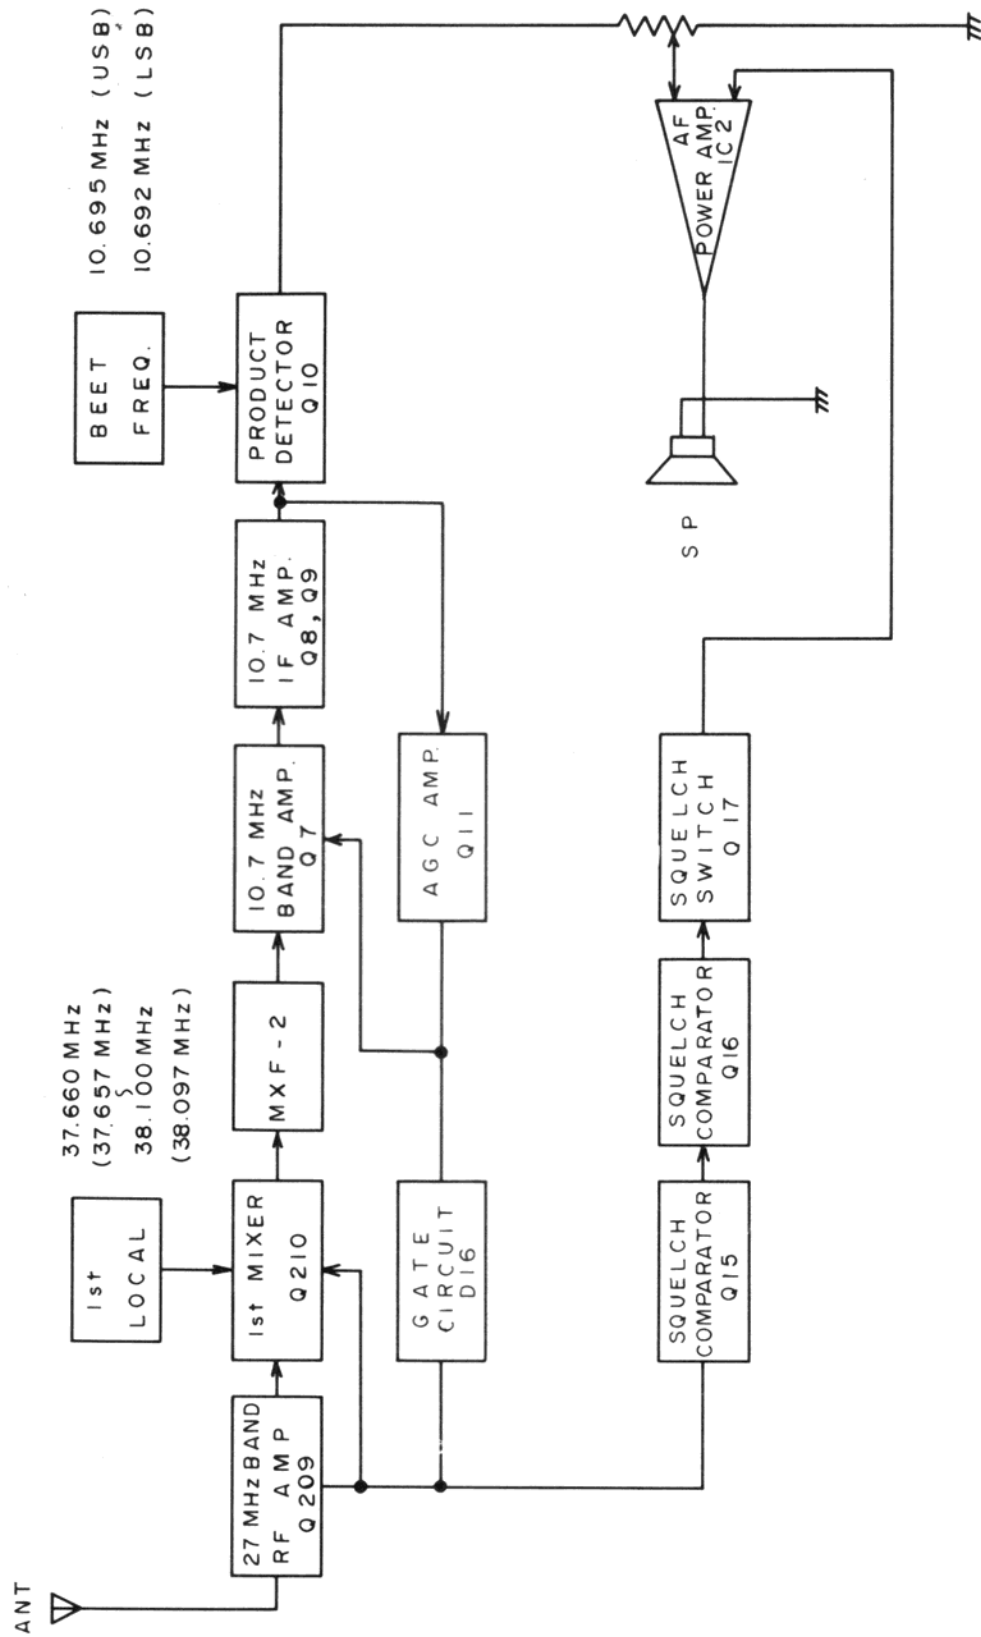 ANT
27 MHz BAND
RF AMP
Q209
1st
LOCAL
37.660 MHz
(37.657 MHz)
38.100 MHz
(38.097 MHz)
1st MIXER
Q210
MXF-2
10.7 MHz
BAND AMP.
Q7
10.7 MHz
IF AMP.
Q8, Q9
BEET
FREQ.
10.695 MHz (USB)
10.692 MHz (LSB)
PRODUCT
DETECTOR
Q10
GATE
CIRCUIT
D16
AGC AMP.
Q11
SP
AF
POWER AMP.
IC2
SQUELCH
COMPARATOR
Q15
SQUELCH
COMPARATOR
Q16
SQUELCH
SWITCH
Q17